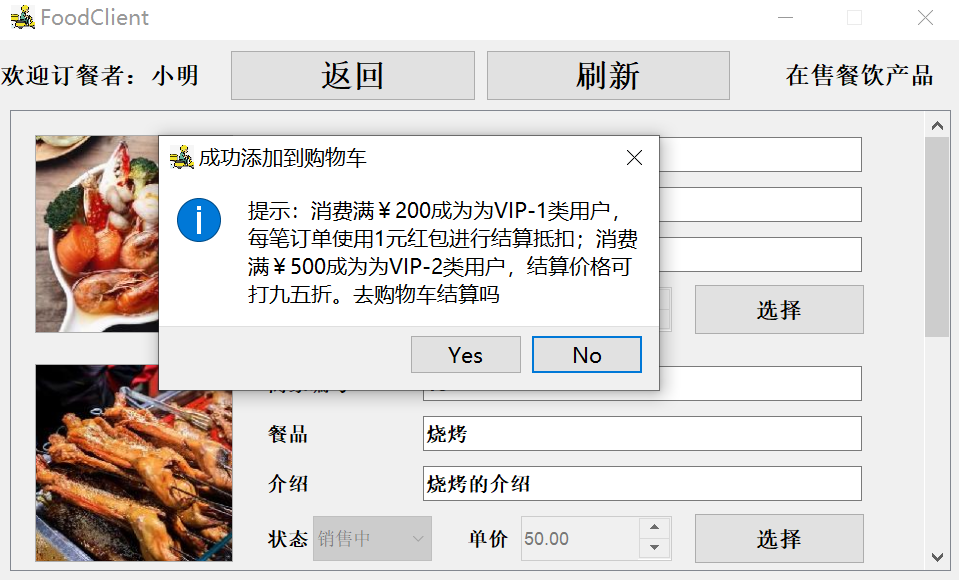 FoodClient
欢迎订餐者：小明
返回
刷新
在售餐饮产品
成功添加到购物车
提示：消费满￥200成为为VIP-1类用户，
每笔订单使用1元红包进行结算抵扣；消费
满￥500成为为VIP-2类用户，结算价格可
打九五折。去购物车结算吗
Yes
No
选择
餐品
烧烤
介绍
烧烤的介绍
状态
销售中
单价
50.00
选择